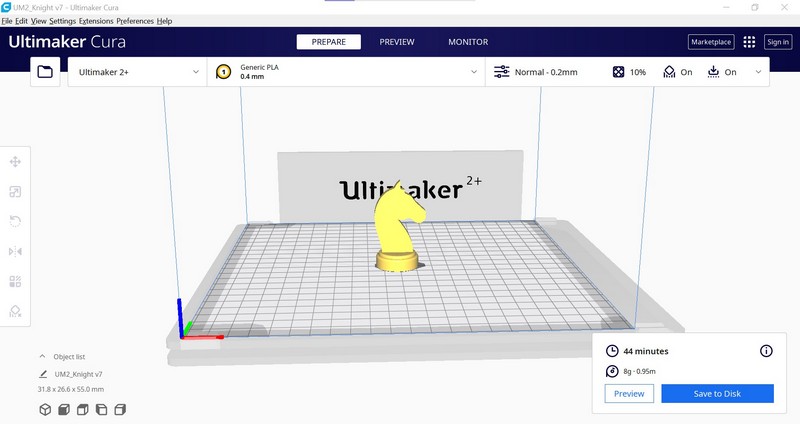 UM2_Knight v7 - Ultimaker Cura
File Edit View Settings Extensions Preferences Help
Ultimaker Cura
PREPARE
PREVIEW
MONITOR
Marketplace
Sign in
Ultimaker 2+
1
Generic PLA
0.4 mm
Normal - 0.2mm
10%
On
On
Ultimaker 2+
Object list
UM2_Knight v7
31.8 x 26.6 x 55.0 mm
44 minutes
8g · 0.95m
Preview
Save to Disk